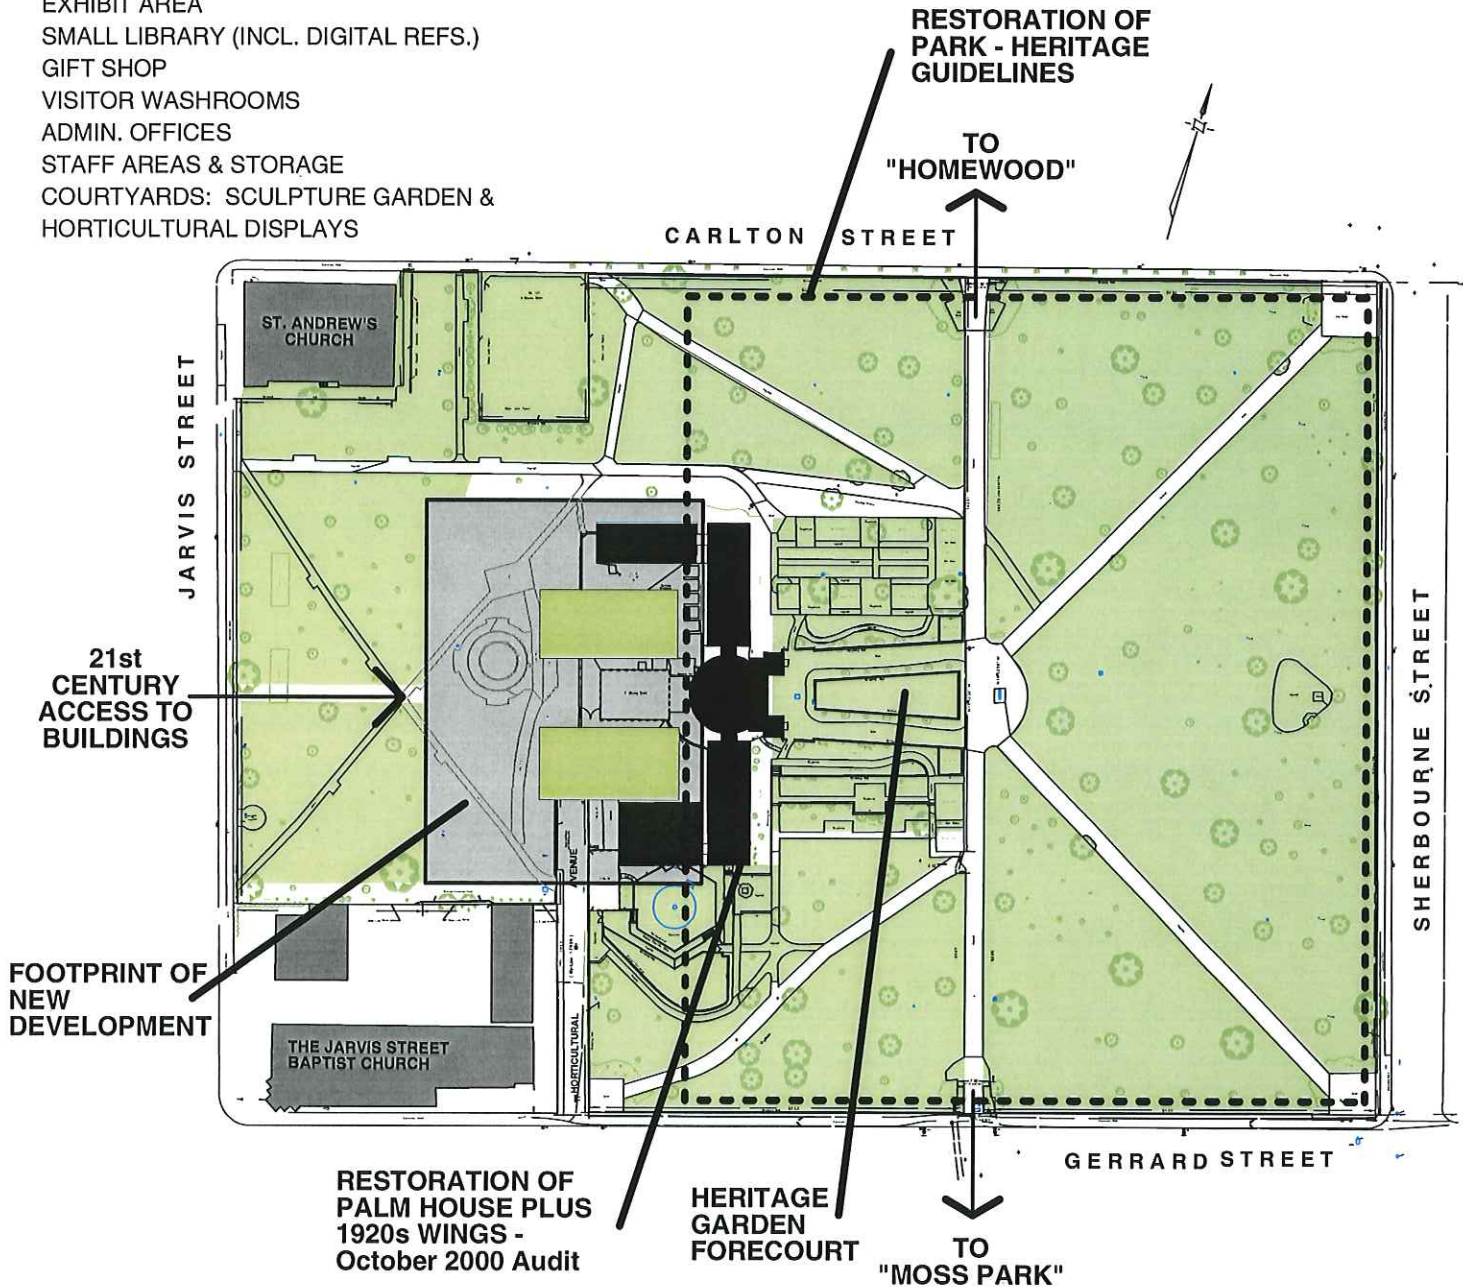 EXHIBIT AREA
SMALL LIBRARY (INCL. DIGITAL REFS.)
GIFT SHOP
VISITOR WASHROOMS
ADMIN. OFFICES
STAFF AREAS & STORAGE
COURTYARDS: SCULPTURE GARDEN &
HORTICULTURAL DISPLAYS
RESTORATION OF
PARK - HERITAGE
GUIDELINES
TO
"HOMEWOOD"
CARLTON STREET
ST. ANDREW'S
CHURCH
JARVIS STREET
21st
CENTURY
ACCESS TO
BUILDINGS
SHERBOURNE STREET
FOOTPRINT OF
NEW
DEVELOPMENT
THE JARVIS STREET
BAPTIST CHURCH
HORTICULTURAL
AVENUE
GERRARD STREET
RESTORATION OF
PALM HOUSE PLUS
1920s WINGS -
October 2000 Audit
HERITAGE
GARDEN
FORECOURT
TO
"MOSS PARK"